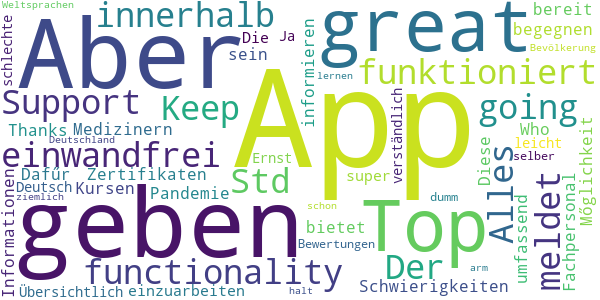 Weltsprachen
schlechte
Aber
innerhalb
Die
Ja
sein
informieren
great
bereit
begegnen
Bevölkerung
lernen
funktioniert
Support
Keep
App
verständlich
going
Thanks
Medizinern
Deutschland
einwandfrei
Ernst
Std
super
Who
leicht
selber
Diese
Alles
Möglichkeit
Informationen
Dafür
Zertifikaten
Deutsch
Kursen
Pandemie
ziemlich
geben
schon
Top
dumm
meldet
umfassend
Fachpersonal
bietet
Bewertungen
functionality
Der
arm
Schwierigkeiten
Übersichtlich
einzuarbeiten
halt